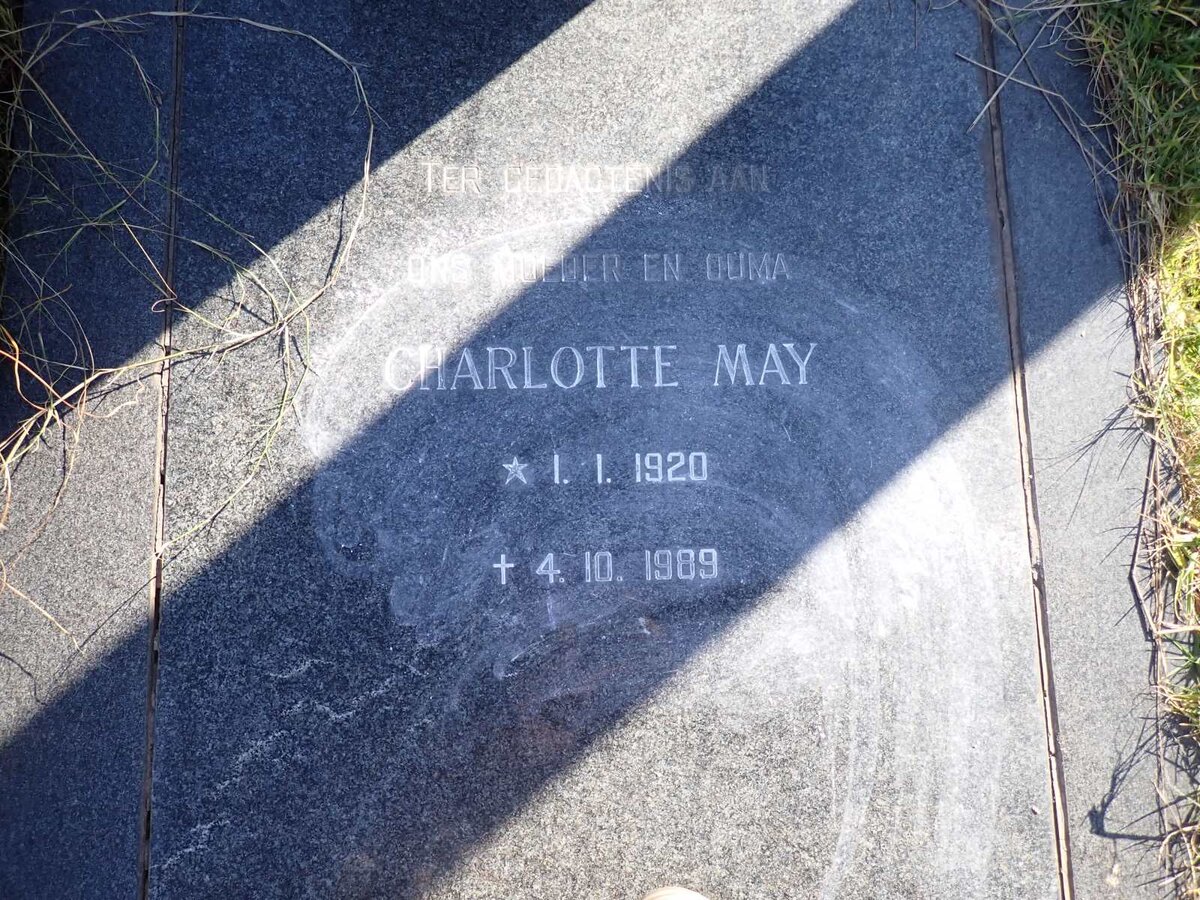 TER GEDAGTENIS AAN
ONS MOEDER EN OUMA
CHARLOTTE MAY
☆ 1. 1. 1920
† 4. 10. 1989